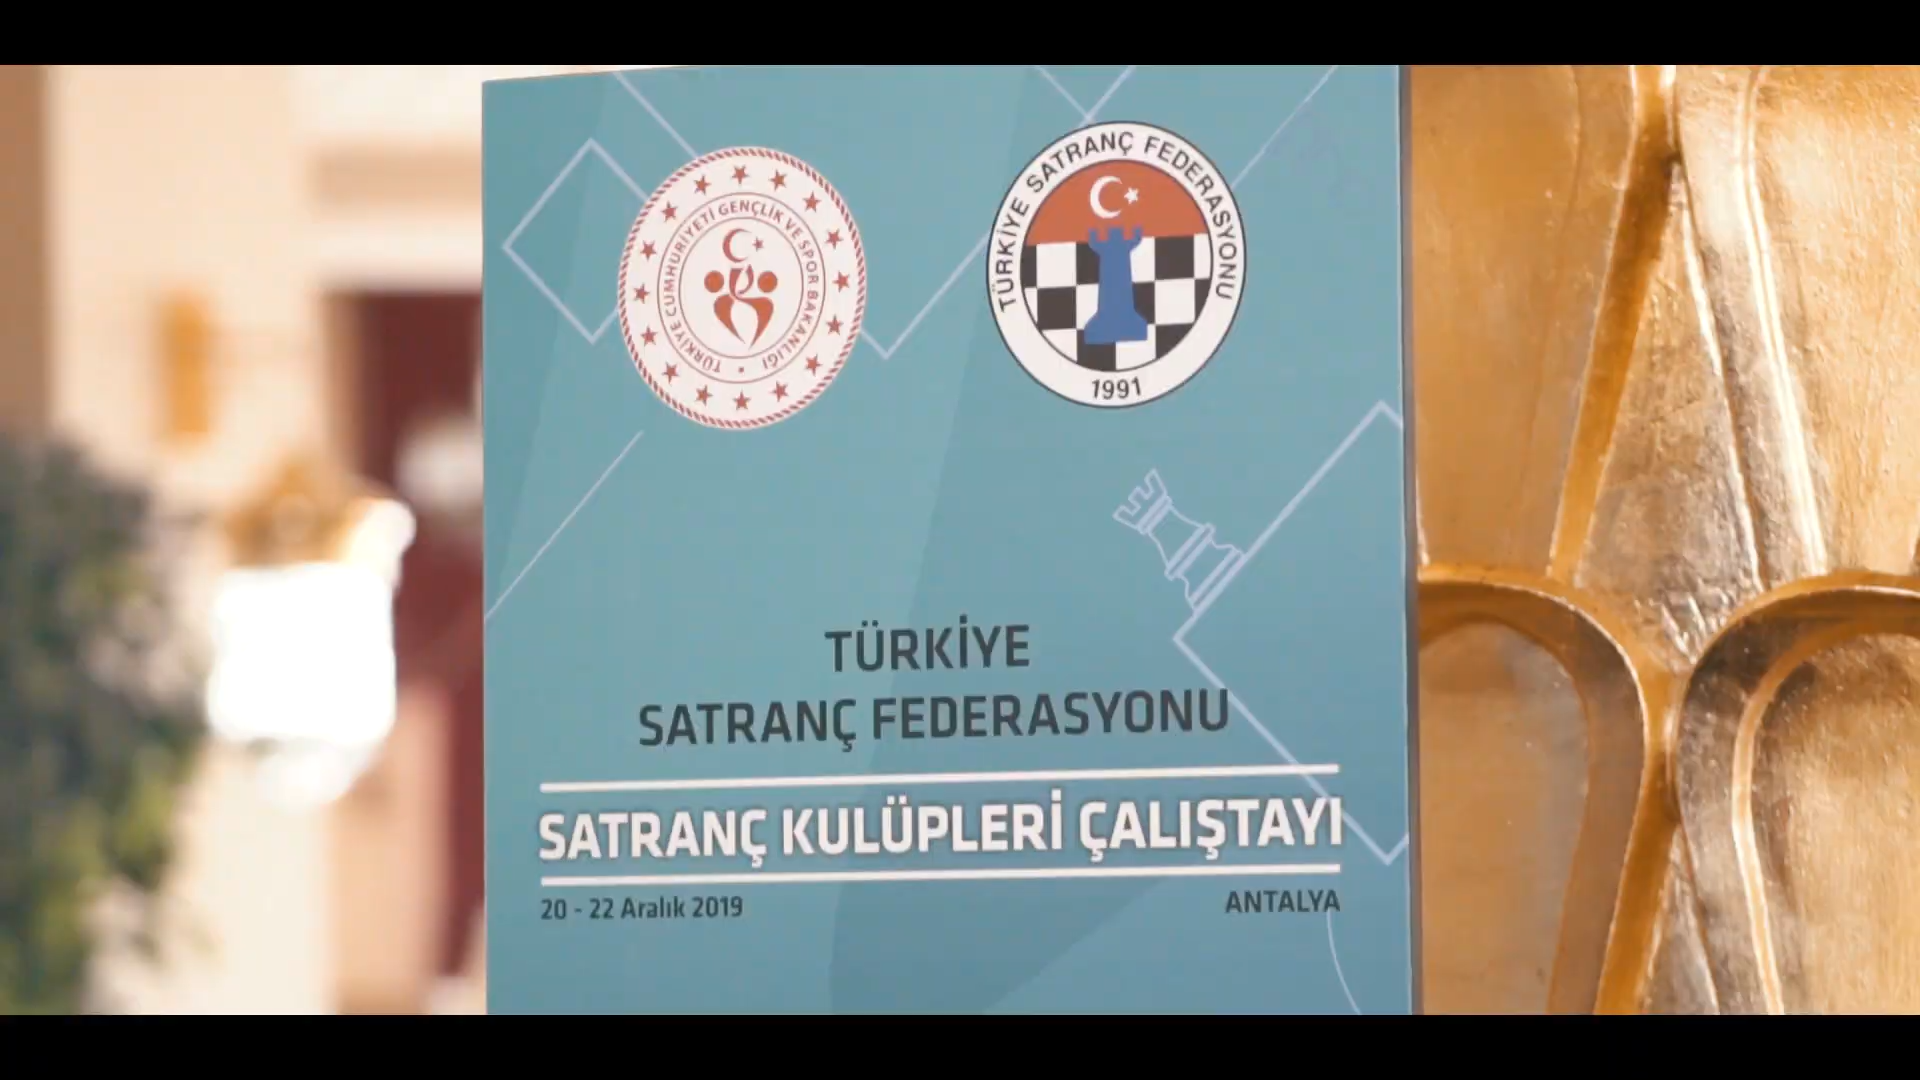 TÜRKİYE CUMHURİYETİ GENÇLİK VE SPOR BAKANLIĞI
TÜRKİYE SATRANÇ FEDERASYONU
1991
TÜRKİYE
SATRANÇ FEDERASYONU
SATRANÇ KULÜPLERİ ÇALIŞTAYI
20 - 22 Aralık 2019
ANTALYA